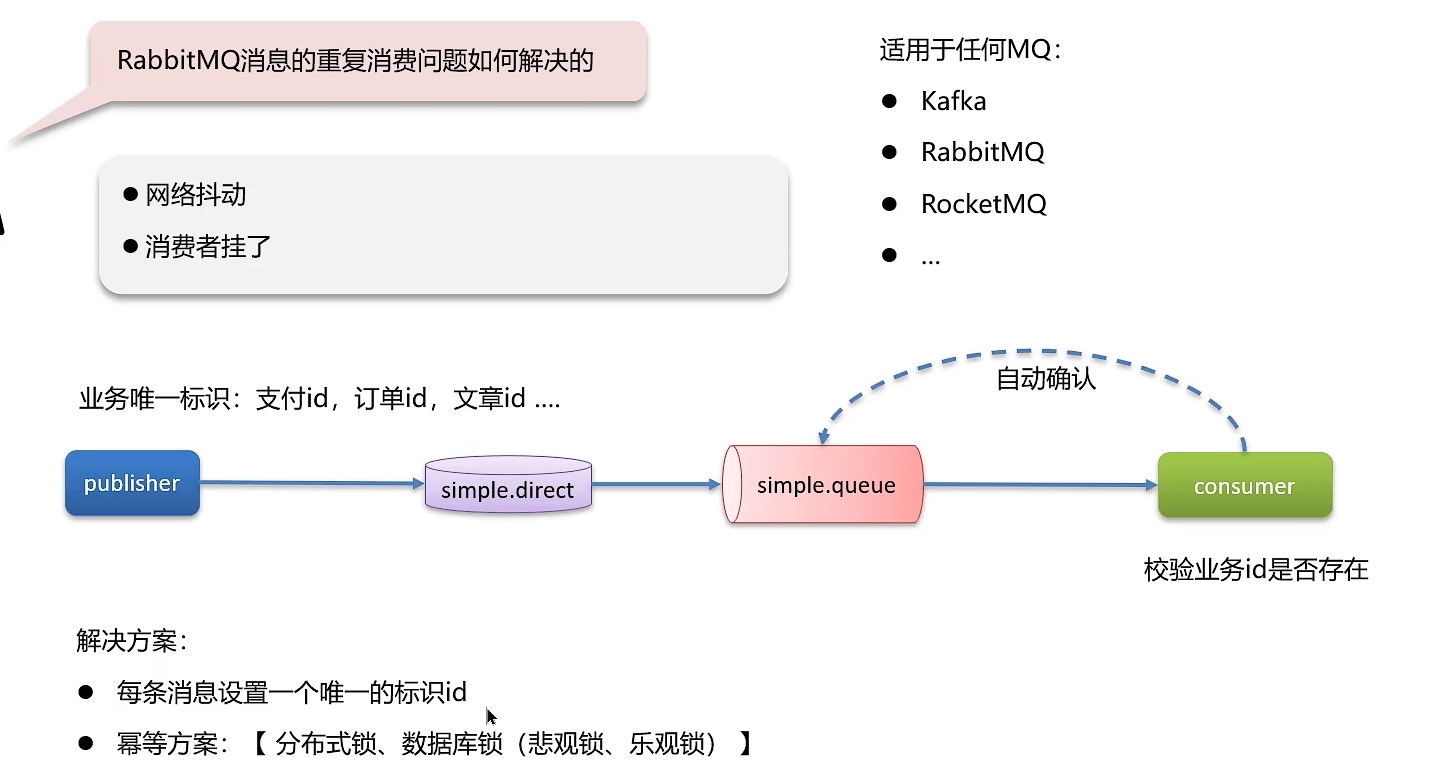 RabbitMQ消息的重复消费问题如何解决的
网络抖动
消费者挂了
适用于任何MQ：
Kafka
RabbitMQ
RocketMQ
...
业务唯一标识：支付id，订单id，文章id ....
自动确认
publisher
simple.direct
simple.queue
consumer
校验业务id是否存在
解决方案：
每条消息设置一个唯一的标识id
幂等方案：【 分布式锁、数据库锁（悲观锁、乐观锁） 】